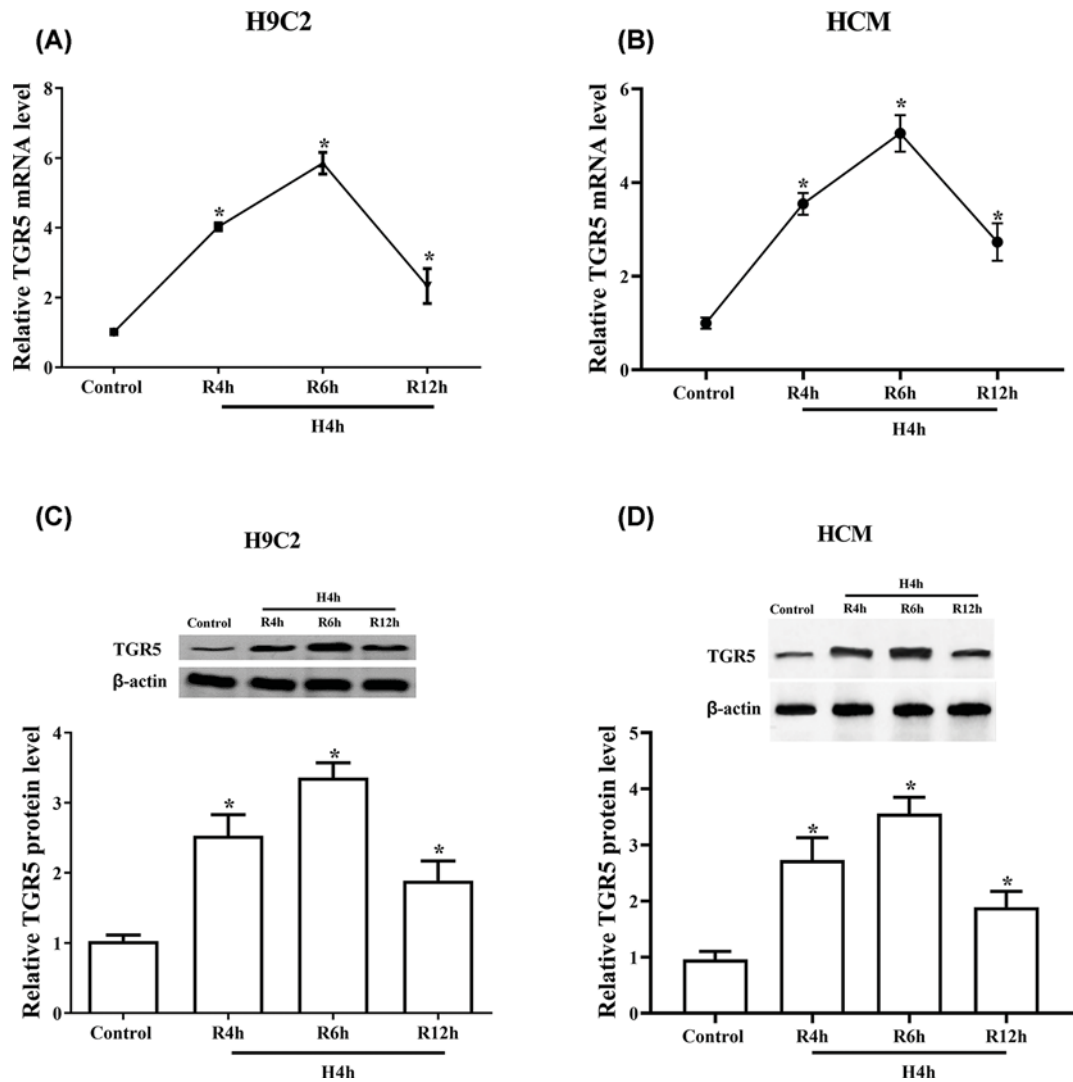 H9C2
(A)
Relative TGR5 mRNA level
8
6
4
2
0
*
*
*
Control R4h R6h R12h
H4h
HCM
(B)
Relative TGR5 mRNA level
6
4
2
0
*
*
*
Control R4h R6h R12h
H4h
(C)
H9C2
H4h
Control R4h R6h R12h
TGR5
β-actin
Relative TGR5 protein level
4
3
2
1
0
*
*
*
Control R4h R6h R12h
H4h
(D)
HCM
H4h
Control R4h R6h R12h
TGR5
β-actin
Relative TGR5 protein level
5
4
3
2
1
0
*
*
*
Control R4h R6h R12h
H4h